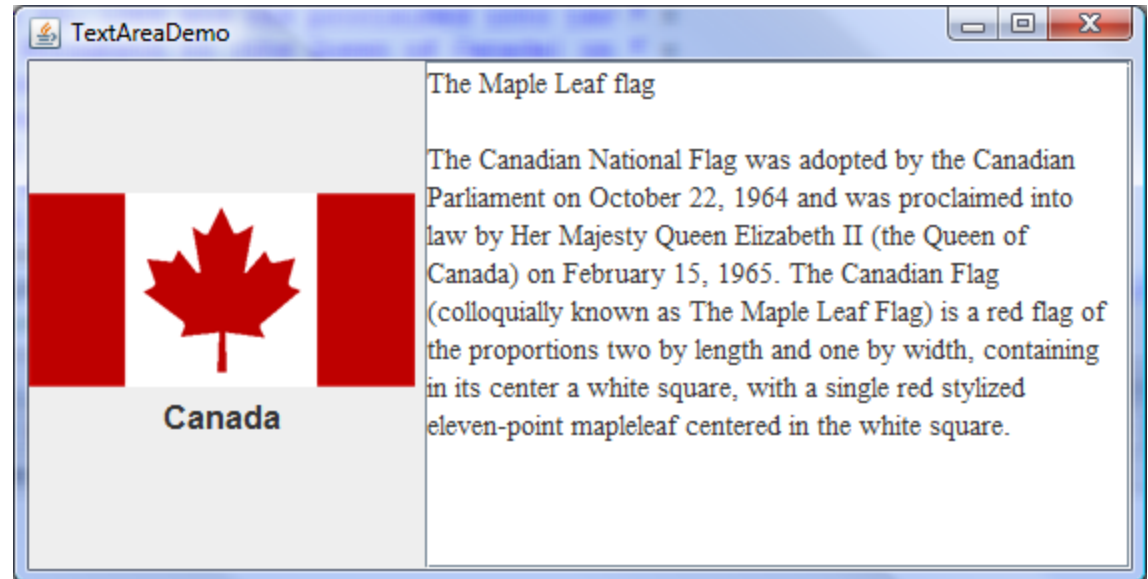 TextAreaDemo
The Maple Leaf flag
The Canadian National Flag was adopted by the Canadian
Parliament on October 22, 1964 and was proclaimed into
law by Her Majesty Queen Elizabeth II (the Queen of
Canada) on February 15, 1965. The Canadian Flag
(colloquially known as The Maple Leaf Flag) is a red flag of
the proportions two by length and one by width, containing
in its center a white square, with a single red stylized
eleven-point mapleleaf centered in the white square.
Canada